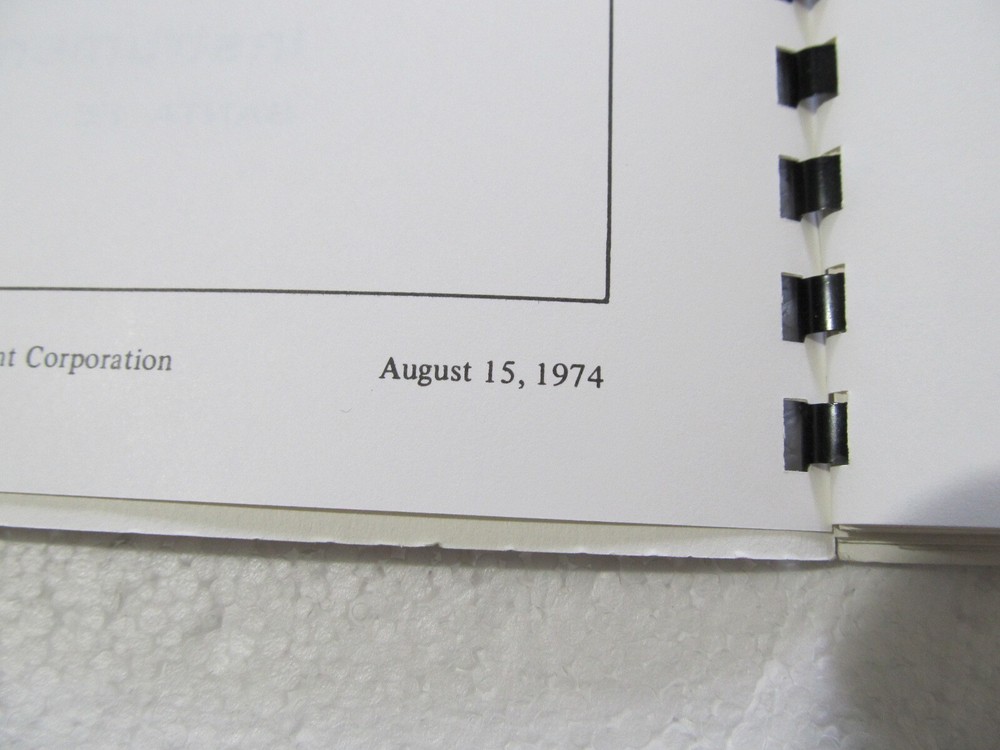 nt Corporation
August 15, 1974